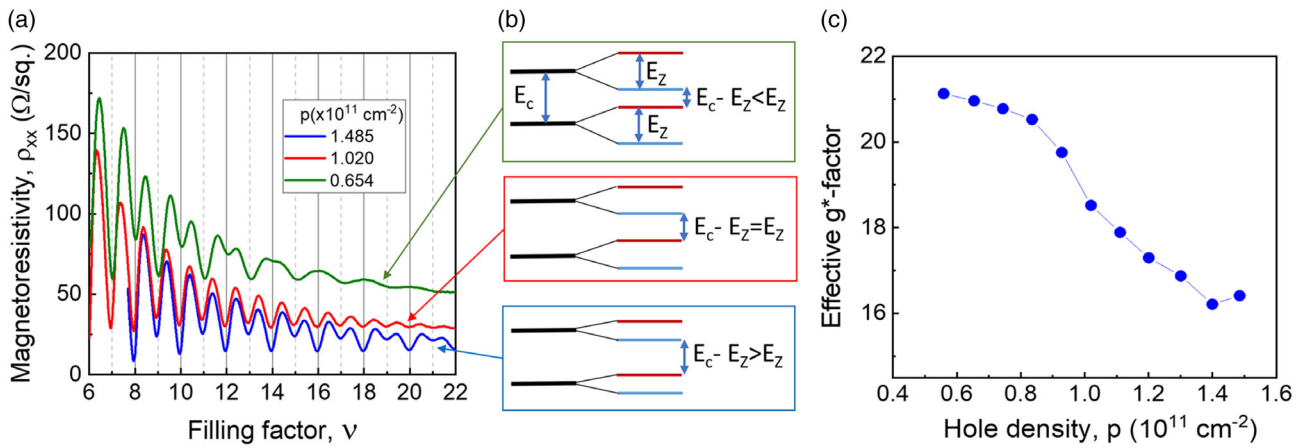 (a)
200
150
100
50
0
6 8 10 12 14 16 18 20 22
Magnetoresistivity, ρxx (Ω/sq.)
Filling factor, ν
p(x10¹¹ cm⁻²)
1.485
1.020
0.654
(b)
Ec
EZ
Ec- EZ<EZ
EZ
Ec- EZ=EZ
Ec- EZ>EZ
(c)
22
20
18
16
14
0.4 0.6 0.8 1.0 1.2 1.4 1.6
Effective g*-factor
Hole density, p (10¹¹ cm⁻²)